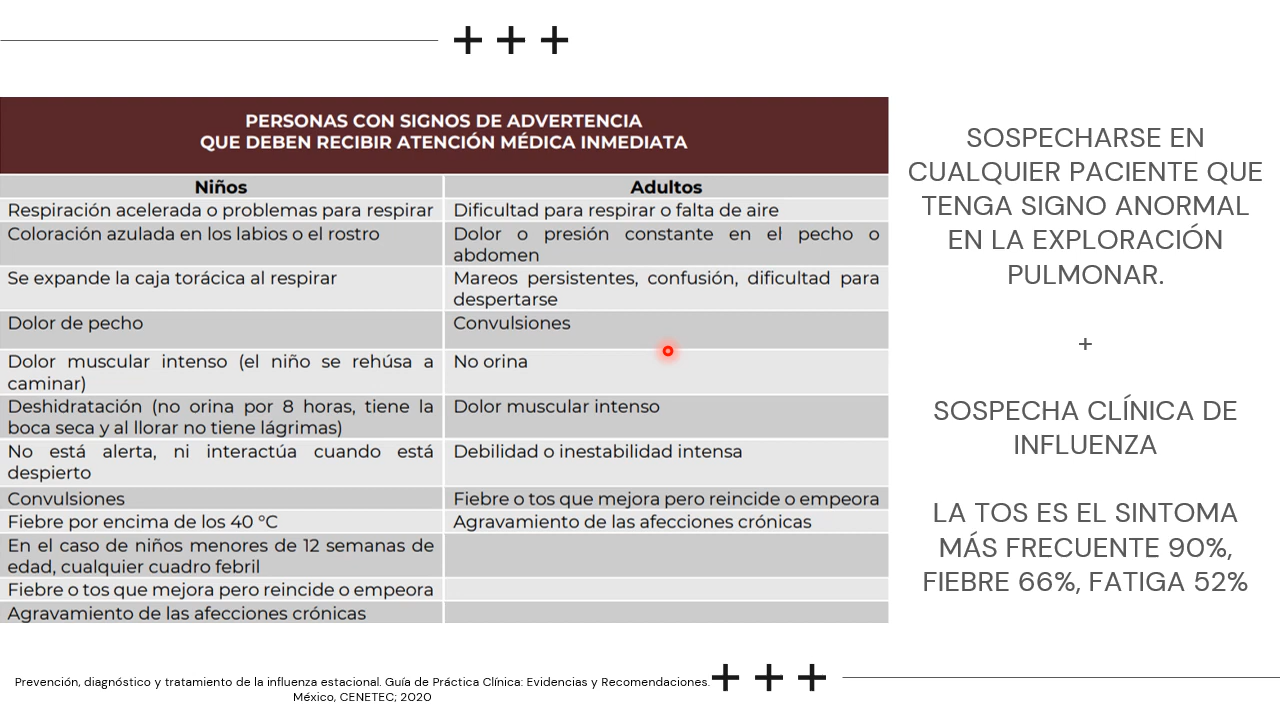 PERSONAS CON SIGNOS DE ADVERTENCIA
QUE DEBEN RECIBIR ATENCIÓN MÉDICA INMEDIATA
Niños
Adultos
Respiración acelerada o problemas para respirar
Dificultad para respirar o falta de aire
Coloración azulada en los labios o el rostro
Dolor o presión constante en el pecho o
abdomen
Se expande la caja torácica al respirar
Mareos persistentes, confusión, dificultad para
despertarse
Dolor de pecho
Convulsiones
Dolor muscular intenso (el niño se rehúsa a
caminar)
No orina
Deshidratación (no orina por 8 horas, tiene la
boca seca y al llorar no tiene lágrimas)
Dolor muscular intenso
No está alerta, ni interactúa cuando está
despierto
Debilidad o inestabilidad intensa
Convulsiones
Fiebre o tos que mejora pero reincide o empeora
Fiebre por encima de los 40 °C
Agravamiento de las afecciones crónicas
En el caso de niños menores de 12 semanas de
edad, cualquier cuadro febril
Fiebre o tos que mejora pero reincide o empeora
Agravamiento de las afecciones crónicas
SOSPECHARSE EN
CUALQUIER PACIENTE QUE
TENGA SIGNO ANORMAL
EN LA EXPLORACIÓN
PULMONAR.
+
SOSPECHA CLÍNICA DE
INFLUENZA
LA TOS ES EL SINTOMA
MÁS FRECUENTE 90%,
FIEBRE 66%, FATIGA 52%
Prevención, diagnóstico y tratamiento de la influenza estacional. Guía de Práctica Clínica: Evidencias y Recomendaciones.
México, CENETEC; 2020